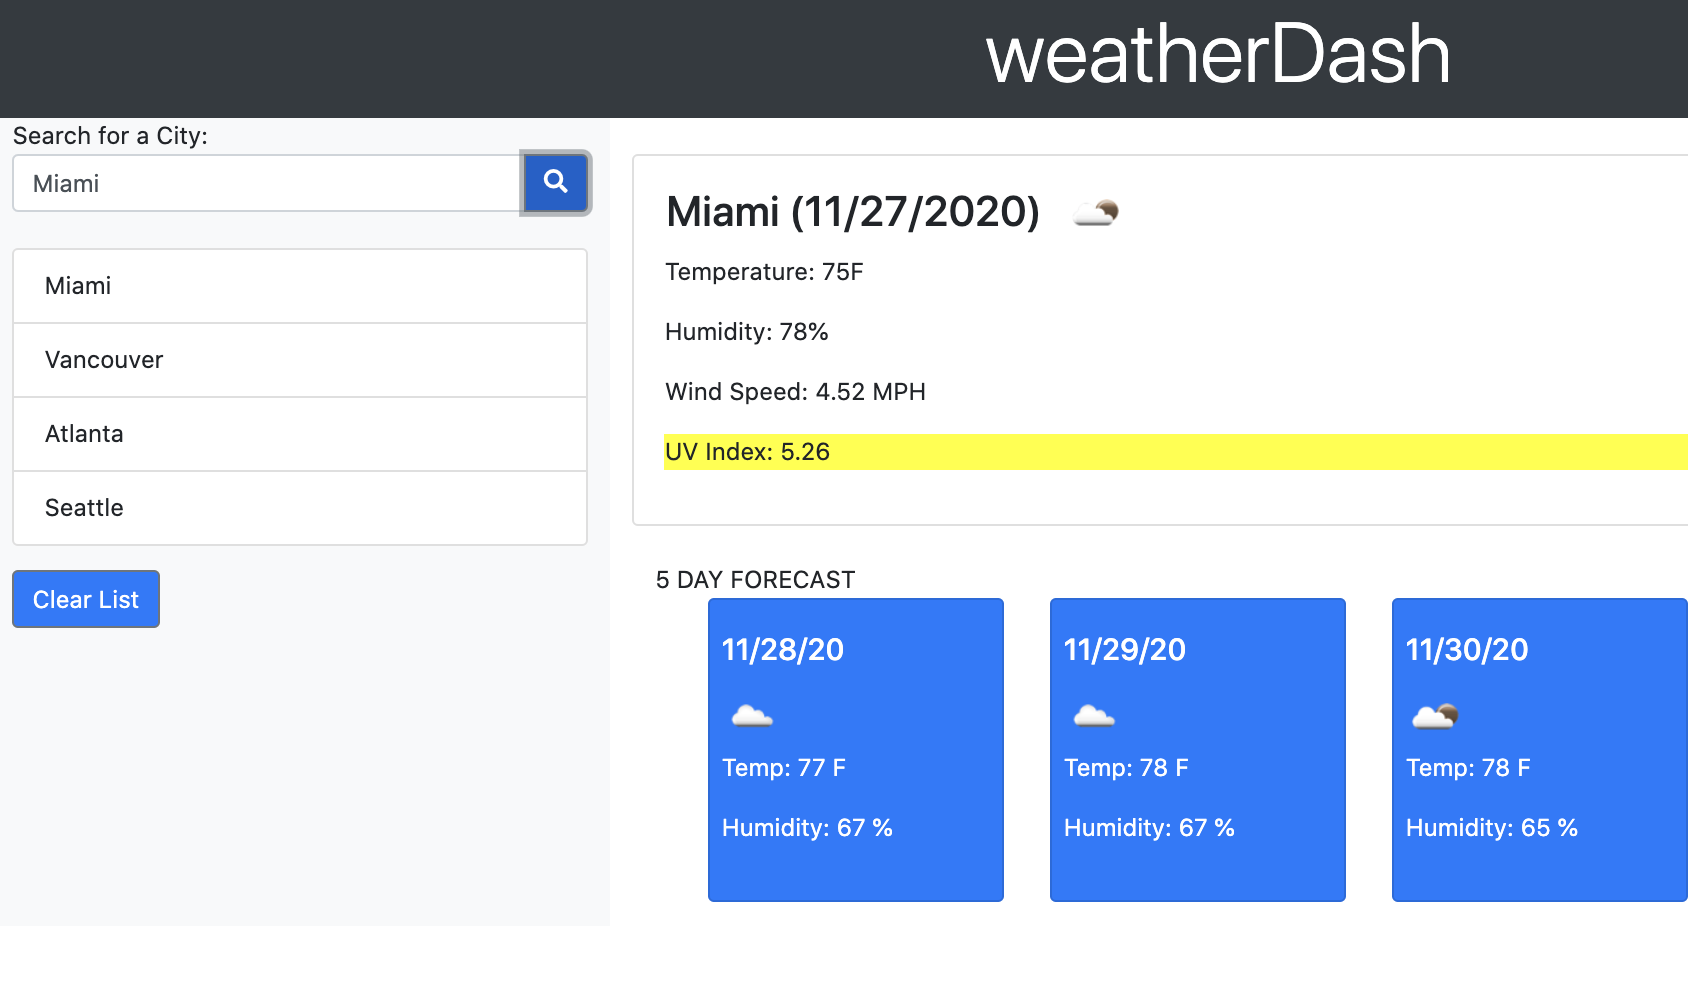 weatherDash
Search for a City:
Miami
Miami
Vancouver
Atlanta
Seattle
Clear List
Miami (11/27/2020)
Temperature: 75F
Humidity: 78%
Wind Speed: 4.52 MPH
UV Index: 5.26
5 DAY FORECAST
11/28/20
Temp: 77 F
Humidity: 67 %
11/29/20
Temp: 78 F
Humidity: 67 %
11/30/20
Temp: 78 F
Humidity: 65 %